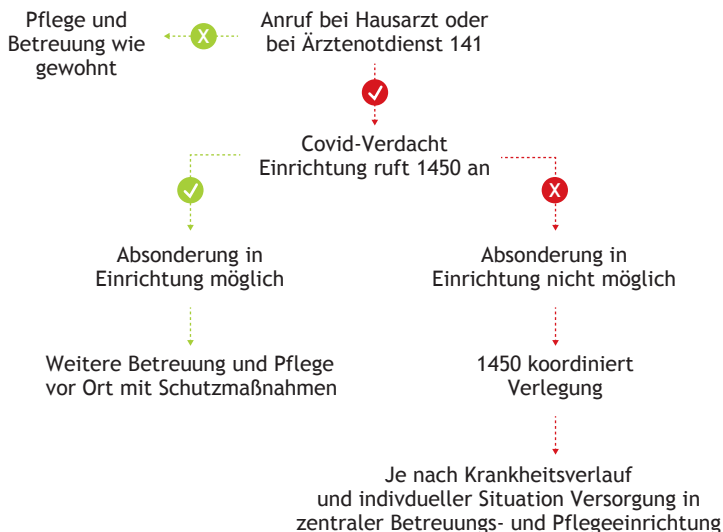 Pflege und
Betreuung wie
gewohnt
X
Anruf bei Hausarzt oder
bei Ärztenotdienst 141
Covid-Verdacht
Einrichtung ruft 1450 an
X
Absonderung in
Einrichtung möglich
Absonderung in
Einrichtung nicht möglich
Weitere Betreuung und Pflege
vor Ort mit Schutzmaßnahmen
1450 koordiniert
Verlegung
Je nach Krankheitsverlauf
und indivdueller Situation Versorgung in
zentraler Betreuungs- und Pflegeeinrichtung